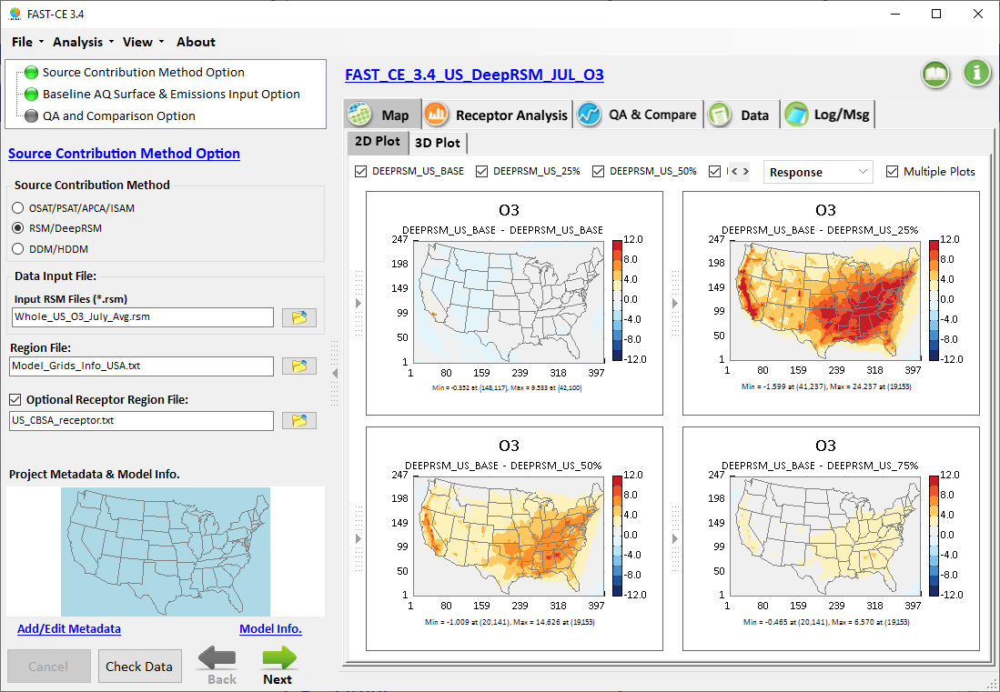 FAST-CE 3.4
File Analysis View About
Source Contribution Method Option
Baseline AQ Surface & Emissions Input Option
QA and Comparison Option
Source Contribution Method Option
Source Contribution Method
OSAT/PSAT/APCA/ISAM
RSM/DeepRSM
DDM/HDDM
Data Input File:
Input RSM Files (*.rsm)
Whole_US_O3_July_Avg.rsm
Region File:
Model_Grids_Info_USA.txt
Optional Receptor Region File:
US_CBSA_receptor.txt
Project Metadata & Model Info.
Add/Edit Metadata Model Info.
Cancel Check Data Back Next
FAST_CE_3.4_US_DeepRSM_JUL_O3
Map Receptor Analysis QA & Compare Data Log/Msg
2D Plot 3D Plot
DEEPRSM_US_BASE DEEPRSM_US_25% DEEPRSM_US_50% Response Multiple Plots
O3
DEEPRSM_US_BASE - DEEPRSM_US_BASE
247
198
149
99
50
1
1 80 159 239 318 397
12.0
8.0
4.0
0.0
-4.0
-8.0
-12.0
Min = -0.352 at (148,117), Max = 9.533 at (42,100)
O3
DEEPRSM_US_BASE - DEEPRSM_US_25%
247
198
149
99
50
1
1 80 159 239 318 397
12.0
8.0
4.0
0.0
-4.0
-8.0
-12.0
Min = -1.599 at (41,237), Max = 24.237 at (19,153)
O3
DEEPRSM_US_BASE - DEEPRSM_US_50%
247
198
149
99
50
1
1 80 159 239 318 397
12.0
8.0
4.0
0.0
-4.0
-8.0
-12.0
Min = -1.009 at (20,141), Max = 14.626 at (19,153)
O3
DEEPRSM_US_BASE - DEEPRSM_US_75%
247
198
149
99
50
1
1 80 159 239 318 397
12.0
8.0
4.0
0.0
-4.0
-8.0
-12.0
Min = -0.465 at (20,141), Max = 6.570 at (19,153)